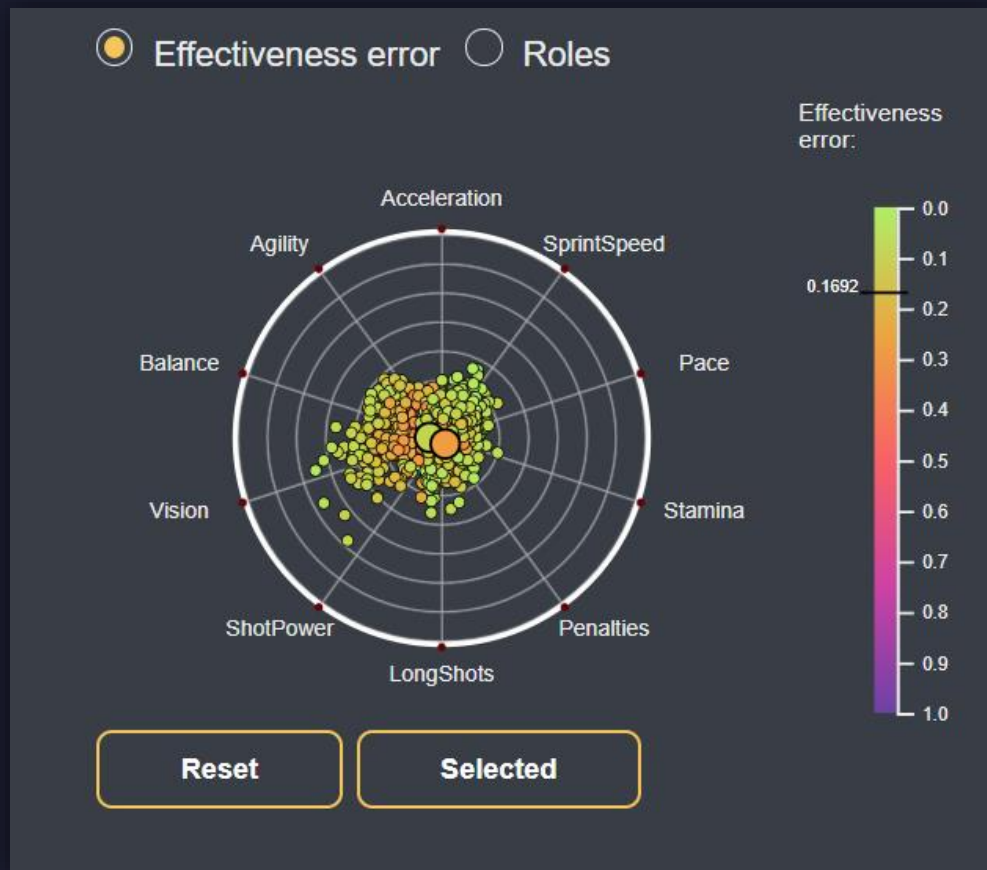 Effectiveness error
Roles
Effectiveness
error:
Acceleration
Agility
SprintSpeed
Balance
Pace
Vision
Stamina
ShotPower
Penalties
LongShots
0.0
0.1
0.1692
0.2
0.3
0.4
0.5
0.6
0.7
0.8
0.9
1.0
Reset
Selected